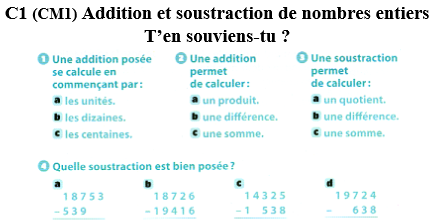 C1 (CM1) Addition et soustraction de nombres entiers
T'en souviens-tu ?
1 Une addition posée
se calcule en
commençant par :
a les unités.
b les dizaines.
c les centaines.
2 Une addition
permet
de calculer :
a un produit.
b une différence.
c une somme.
3 Une soustraction
permet
de calculer :
a un quotient.
b une différence.
c une somme.
4 Quelle soustraction est bien posée ?
a
18753
–539
b
18726
–19416
c
14325
–1 538
d
19724
– 638